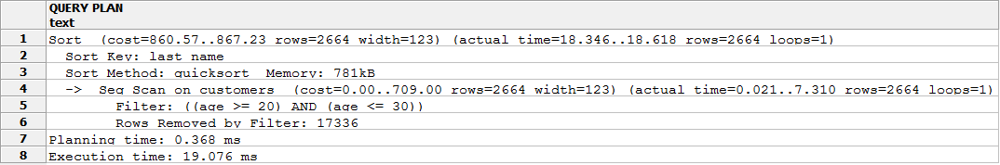 QUERY PLAN
text
1 Sort (cost=860.57..867.23 rows=2664 width=123) (actual time=18.346..18.618 rows=2664 loops=1)
2 Sort Key: last_name
3 Sort Method: quicksort Memory: 781kB
4 -> Seq Scan on customers (cost=0.00..709.00 rows=2664 width=123) (actual time=0.021..7.310 rows=2664 loops=1)
5 Filter: ((age >= 20) AND (age <= 30))
6 Rows Removed by Filter: 17336
7 Planning time: 0.368 ms
8 Execution time: 19.076 ms